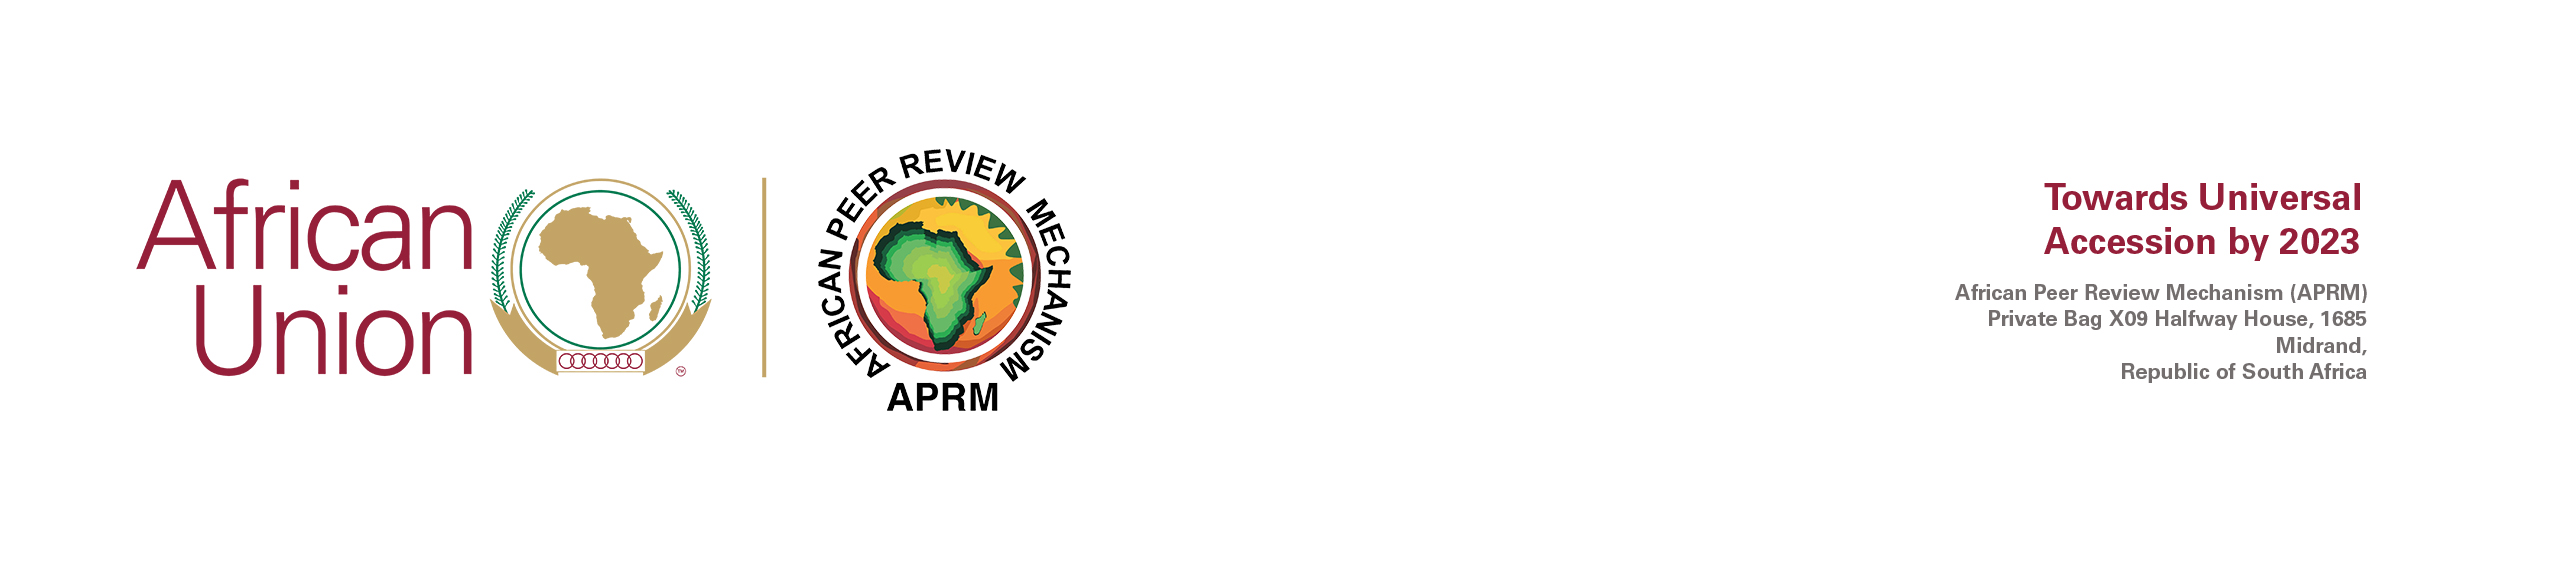 African
Union
TM
AFRICAN PEER REVIEW MECHANISM
APRM
Towards Universal
Accession by 2023
African Peer Review Mechanism (APRM)
Private Bag X09 Halfway House, 1685
Midrand,
Republic of South Africa